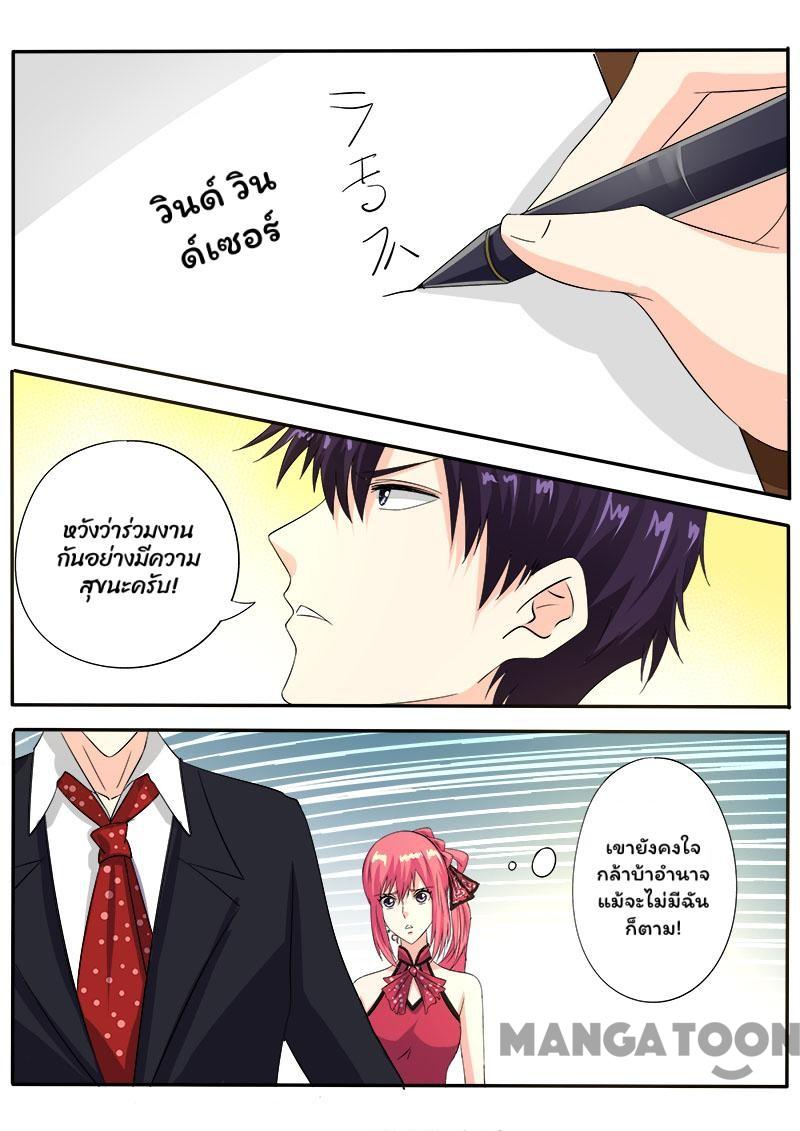 วินด์ วิน
ด์เซอร์
หวังว่าร่วมงาน
กันอย่างมีความ
สุขนะครับ!
เขายังคงใจ
กล้าบ้าอำนาจ
แม้จะไม่มีฉัน
ก็ตาม!
MANGATOON